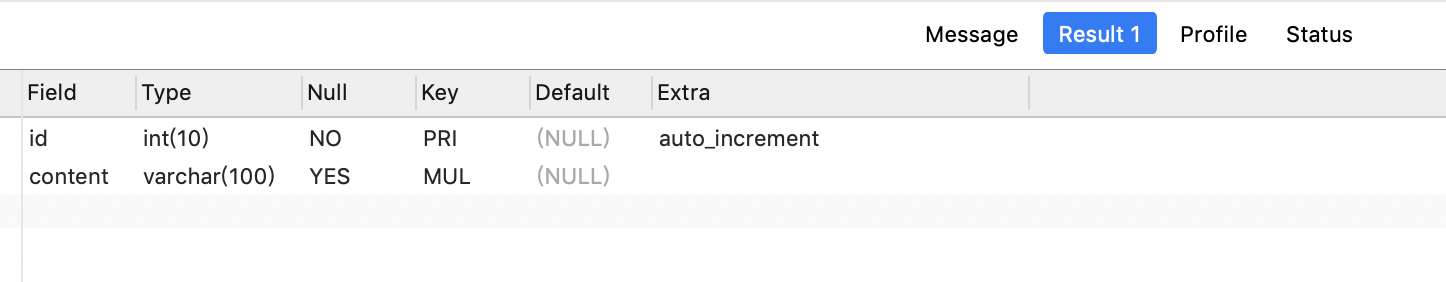 Message Result 1 Profile Status
Field Type Null Key Default Extra
id int(10) NO PRI (NULL) auto_increment
content varchar(100) YES MUL (NULL)